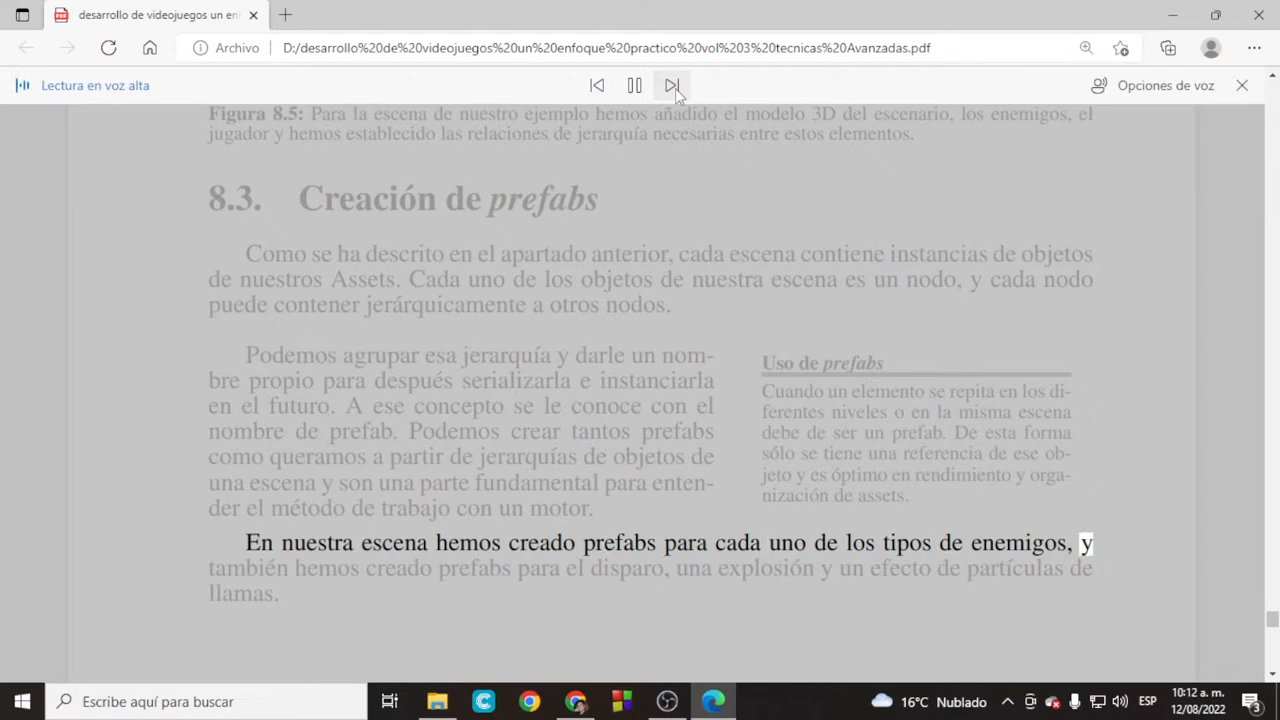 desarrollo de videojuegos un en
Archivo
D:/desarrollo%20de%20videojuegos%20un%20enfoque%20practico%20vol%203%20tecnicas%20Avanzadas.pdf
Lectura en voz alta
Opciones de voz
Figura 8.5: Para la escena de nuestro ejemplo hemos añadido el modelo 3D del escenario, los enemigos, el
jugador y hemos establecido las relaciones de jerarquía necesarias entre estos elementos.
8.3. Creación de prefabs
Como se ha descrito en el apartado anterior, cada escena contiene instancias de objetos
de nuestros Assets. Cada uno de los objetos de nuestra escena es un nodo, y cada nodo
puede contener jerárquicamente a otros nodos.
Podemos agrupar esa jerarquía y darle un nom-
bre propio para después serializarla e instanciarla
en el futuro. A ese concepto se le conoce con el
nombre de prefab. Podemos crear tantos prefabs
como queramos a partir de jerarquías de objetos de
una escena y son una parte fundamental para enten-
der el método de trabajo con un motor.
Uso de prefabs
Cuando un elemento se repita en los di-
ferentes niveles o en la misma escena
debe de ser un prefab. De esta forma
sólo se tiene una referencia de ese ob-
jeto y es óptimo en rendimiento y orga-
nización de assets.
En nuestra escena hemos creado prefabs para cada uno de los tipos de enemigos, y
también hemos creado prefabs para el disparo, una explosión y un efecto de partículas de
llamas.
Escribe aquí para buscar
16°C Nublado
ESP
10:12 a. m.
12/08/2022
3